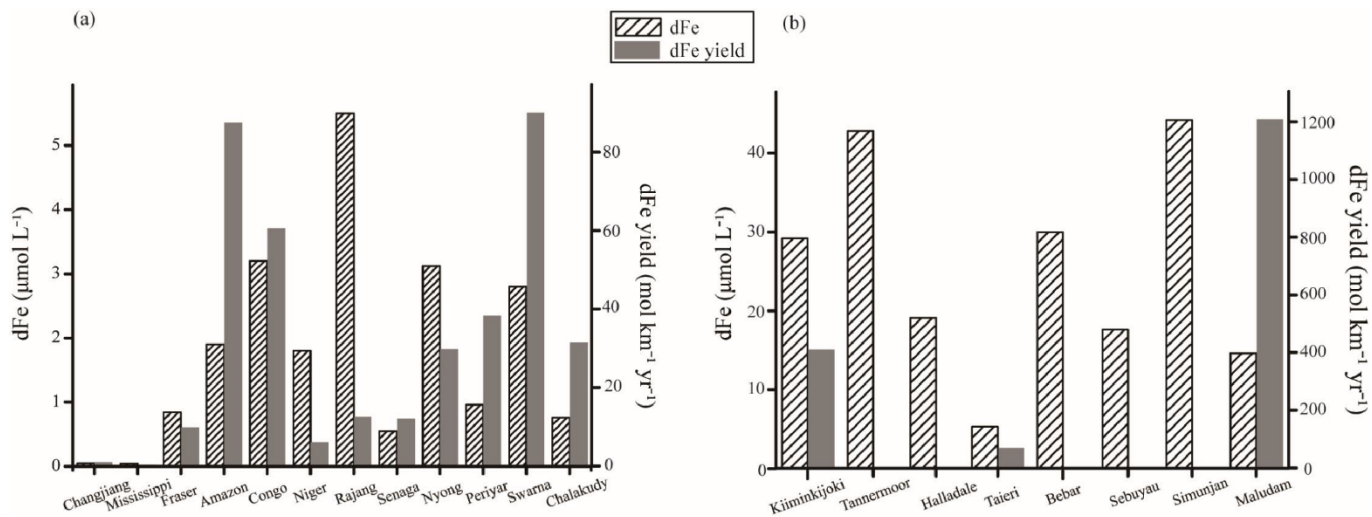 (a)
dFe
dFe yield
(b)
5
4
3
2
1
0
dFe (μmol L⁻¹)
80
60
40
20
0
dFe yield (mol km⁻¹ yr⁻¹)
Changjiang
Mississippi
Fraser
Amazon
Congo
Niger
Rajang
Senaga
Nyong
Periyar
Swarna
Chalakudy
40
30
20
10
0
dFe (μmol L⁻¹)
1200
1000
800
600
400
200
0
dFe yield (mol km⁻¹ yr⁻¹)
Kiiminkijoki
Tannermoor
Halladale
Taieri
Bebar
Sebuyau
Simunjan
Maludam